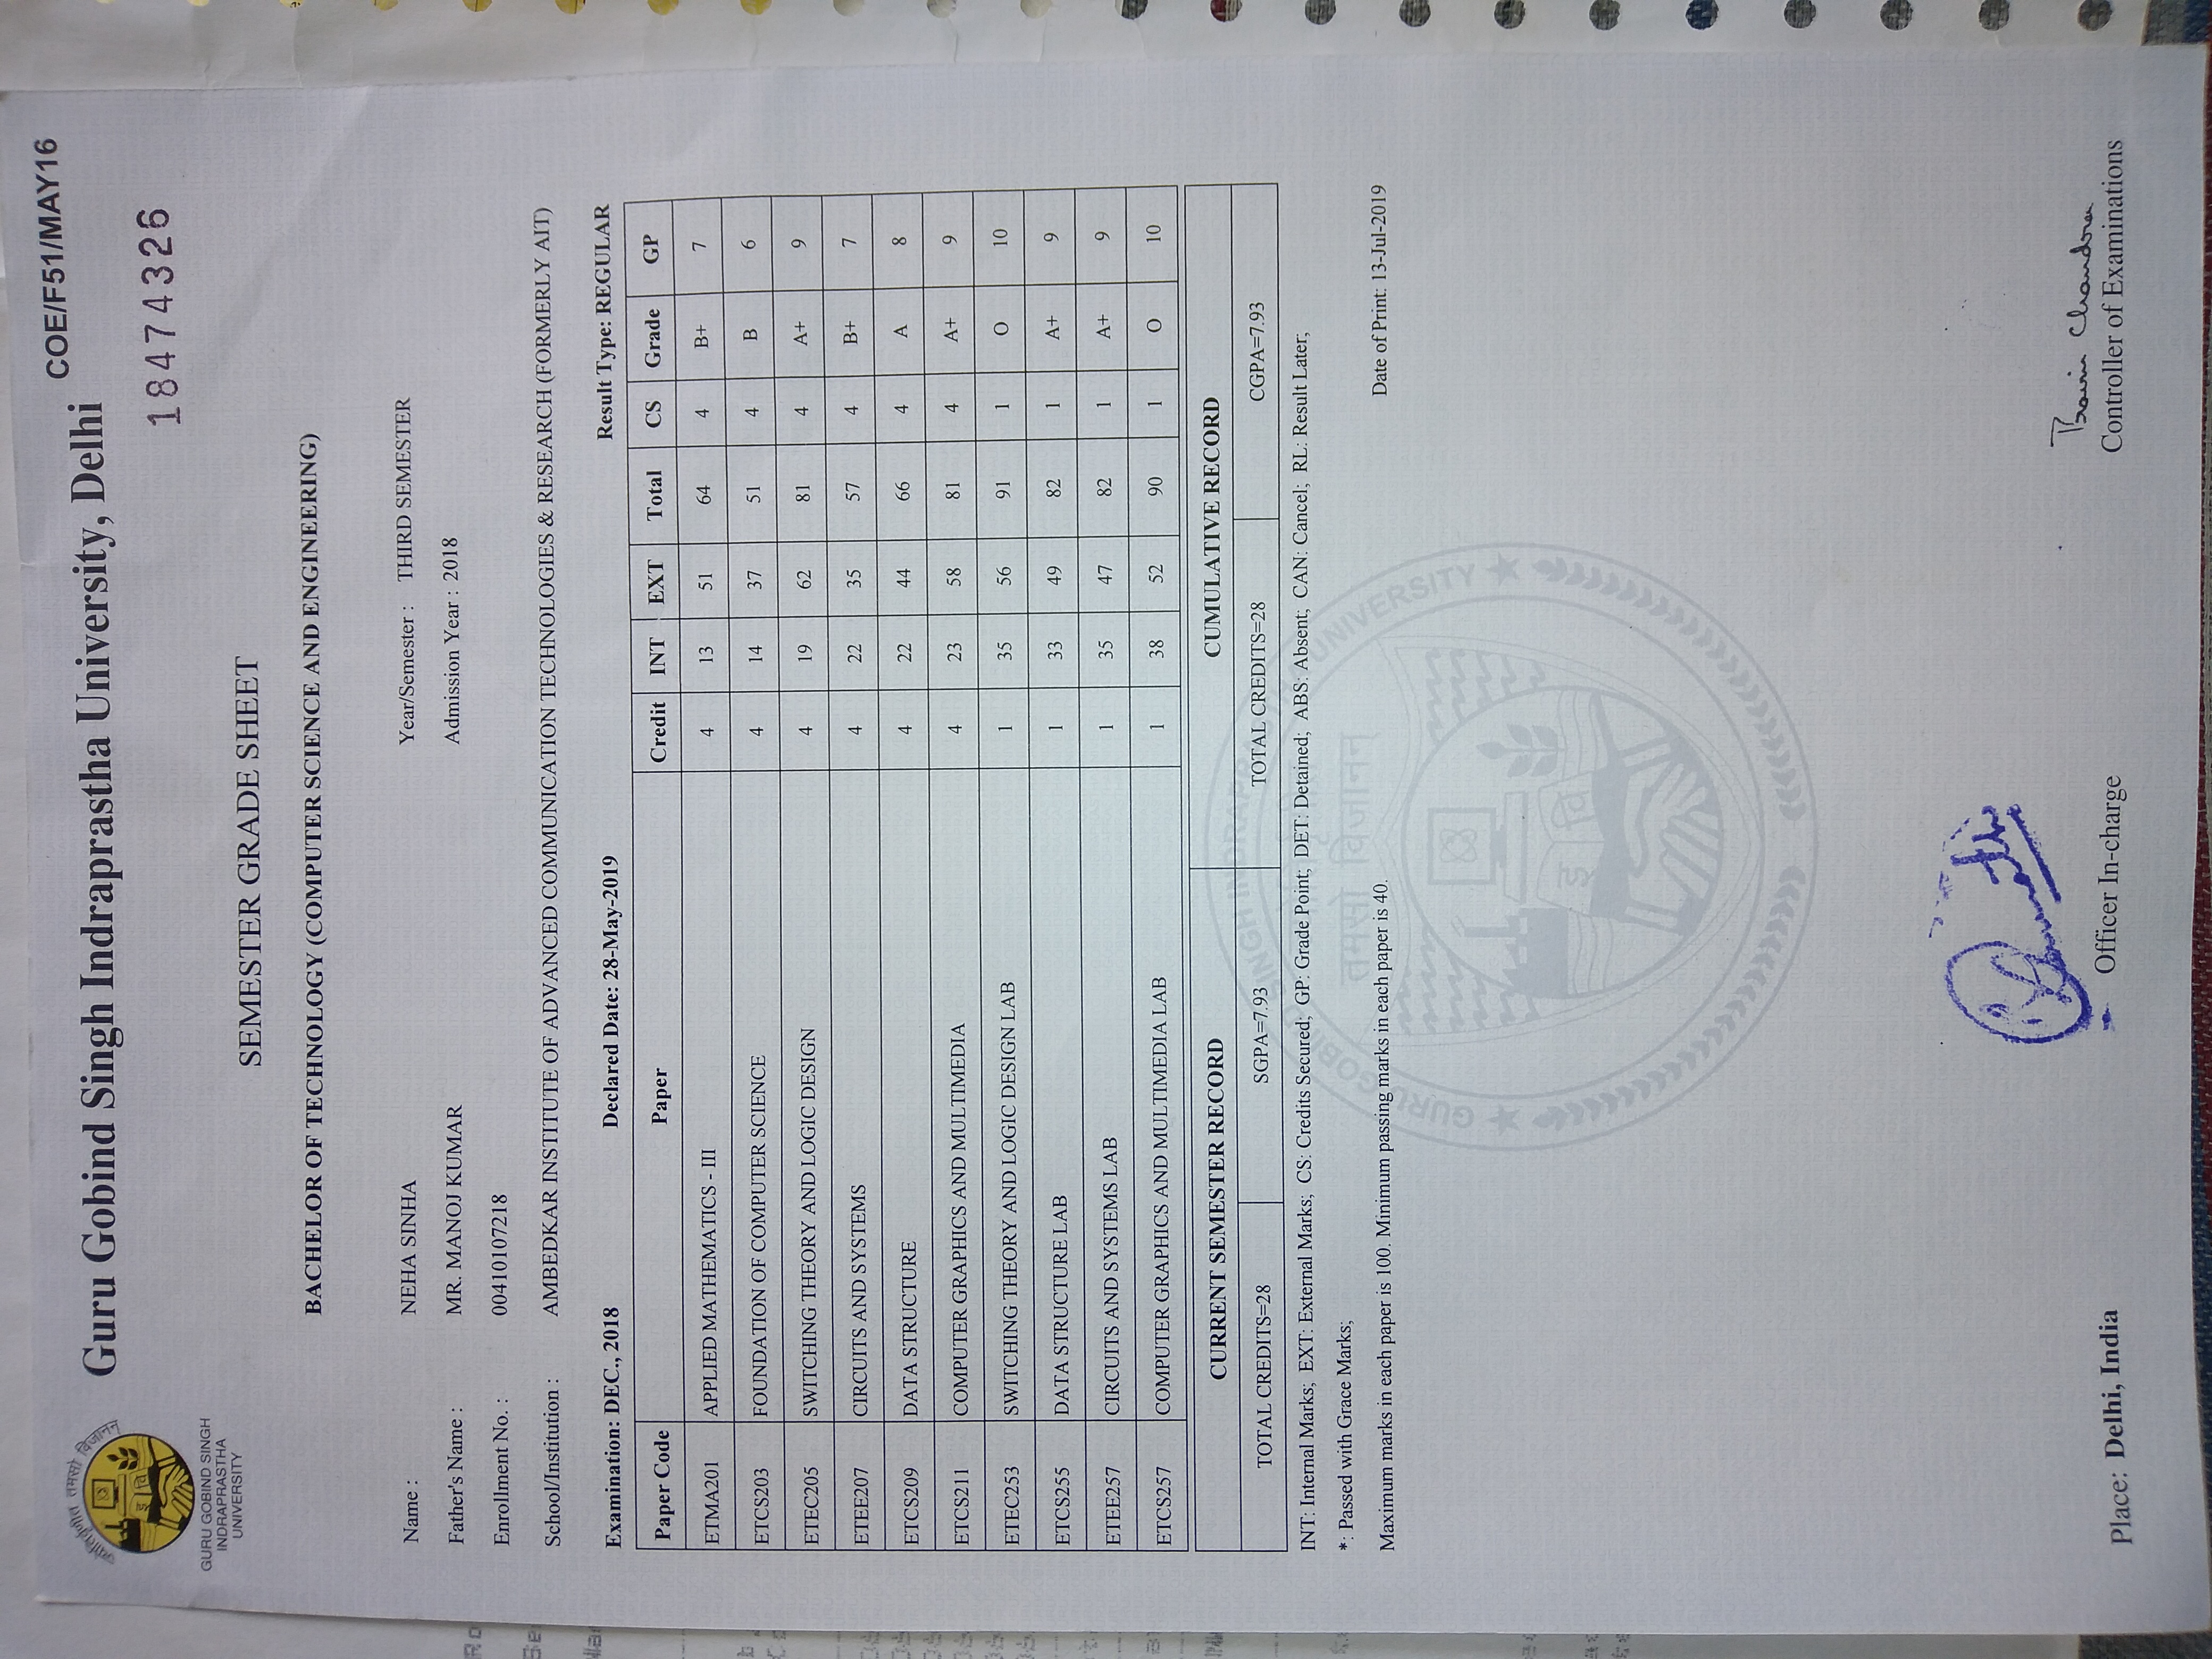 COE/F51/MAY16
ज्योतिर्वृणीत तमसो विजानन
Guru Gobind Singh Indraprastha University, Delhi
18474326
इ वि
GURU GOBIND SINGH
INDRAPRASTHA
UNIVERSITY
SEMESTER GRADE SHEET
BACHELOR OF TECHNOLOGY (COMPUTER SCIENCE AND ENGINEERING)
Name : NEHA SINHA Year/Semester : THIRD SEMESTER
Father's Name : MR. MANOJ KUMAR Admission Year : 2018
Enrollment No. : 00410107218
School/Institution : AMBEDKAR INSTITUTE OF ADVANCED COMMUNICATION TECHNOLOGIES & RESEARCH (FORMERLY AIT)
Examination: DEC., 2018 Declared Date: 28-May-2019 Result Type: REGULAR
Paper Code Paper Credit INT EXT Total CS Grade GP
ETMA201 APPLIED MATHEMATICS - III 4 13 51 64 4 B+ 7
ETCS203 FOUNDATION OF COMPUTER SCIENCE 4 14 37 51 4 B 6
ETEC205 SWITCHING THEORY AND LOGIC DESIGN 4 19 62 81 4 A+ 9
ETEE207 CIRCUITS AND SYSTEMS 4 22 35 57 4 B+ 7
ETCS209 DATA STRUCTURE 4 22 44 66 4 A 8
ETCS211 COMPUTER GRAPHICS AND MULTIMEDIA 4 23 58 81 4 A+ 9
ETEC253 SWITCHING THEORY AND LOGIC DESIGN LAB 1 35 56 91 1 O 10
ETCS255 DATA STRUCTURE LAB 1 33 49 82 1 A+ 9
ETEE257 CIRCUITS AND SYSTEMS LAB 1 35 47 82 1 A+ 9
ETCS257 COMPUTER GRAPHICS AND MULTIMEDIA LAB 1 38 52 90 1 O 10
CURRENT SEMESTER RECORD CUMULATIVE RECORD
TOTAL CREDITS=28 SGPA=7.93 TOTAL CREDITS=28 CGPA=7.93
INT: Internal Marks; EXT: External Marks; CS: Credits Secured; GP: Grade Point; DET: Detained; ABS: Absent; CAN: Cancel; RL: Result Later;
*: Passed with Grace Marks;
Maximum marks in each paper is 100. Minimum passing marks in each paper is 40. Date of Print: 13-Jul-2019
GURU GOBIND SINGH INDRAPRASTHA UNIVERSITY
तमसो विजानन
इ वि
Chandra
Place: Delhi, India Officer In-charge Controller of Examinations